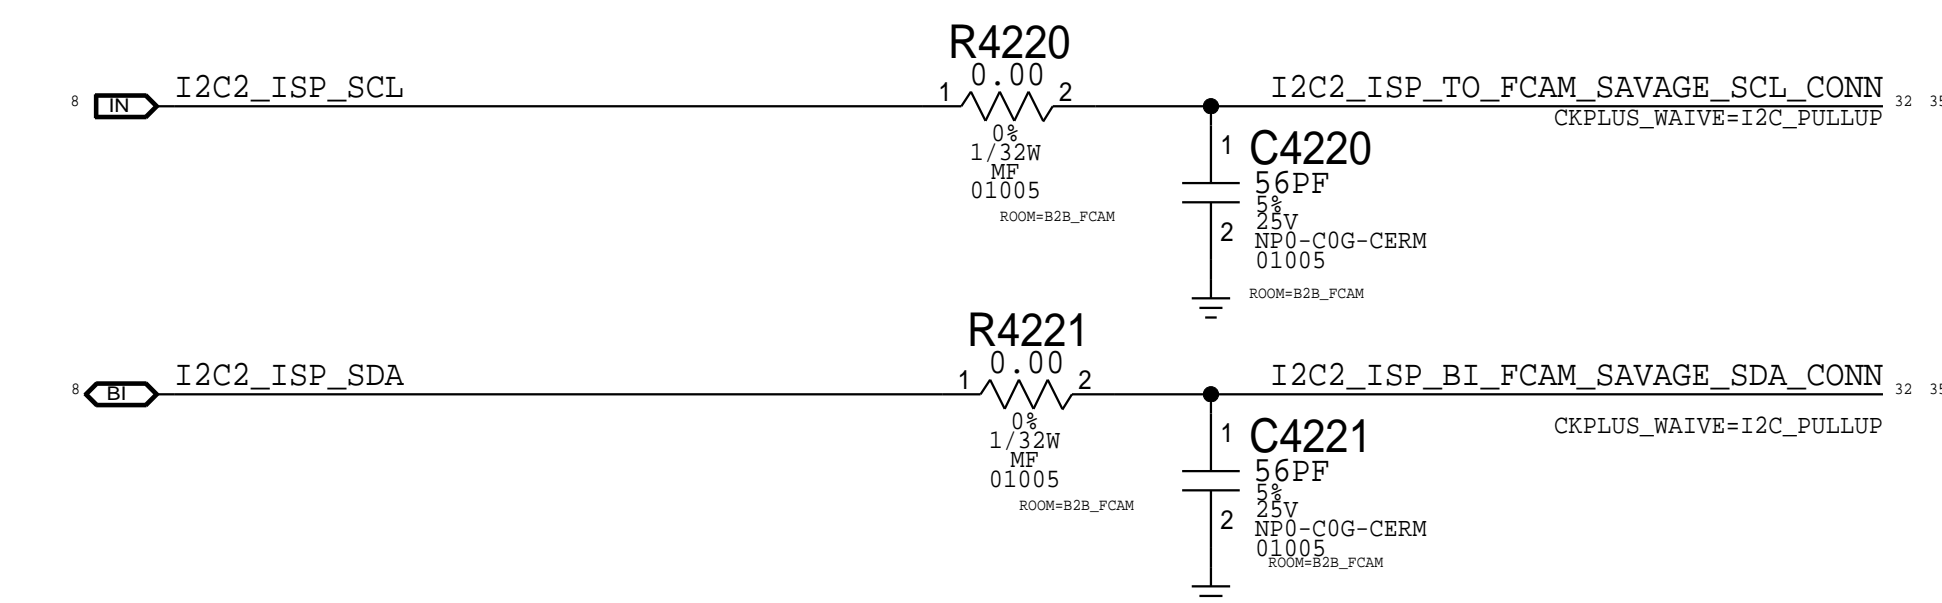 R4220
0.00
8 IN I2C2_ISP_SCL 1 2 I2C2_ISP_TO_FCAM_SAVAGE_SCL_CONN 32 35
CKPLUS_WAIVE=I2C_PULLUP
0%
1/32W
MF
01005
ROOM=B2B_FCAM
1 C4220
56PF
5%
25V
2 NP0-C0G-CERM
01005
ROOM=B2B_FCAM
R4221
0.00
8 BI I2C2_ISP_SDA 1 2 I2C2_ISP_BI_FCAM_SAVAGE_SDA_CONN 32 35
CKPLUS_WAIVE=I2C_PULLUP
0%
1/32W
MF
01005
ROOM=B2B_FCAM
1 C4221
56PF
5%
25V
2 NP0-C0G-CERM
01005
ROOM=B2B_FCAM